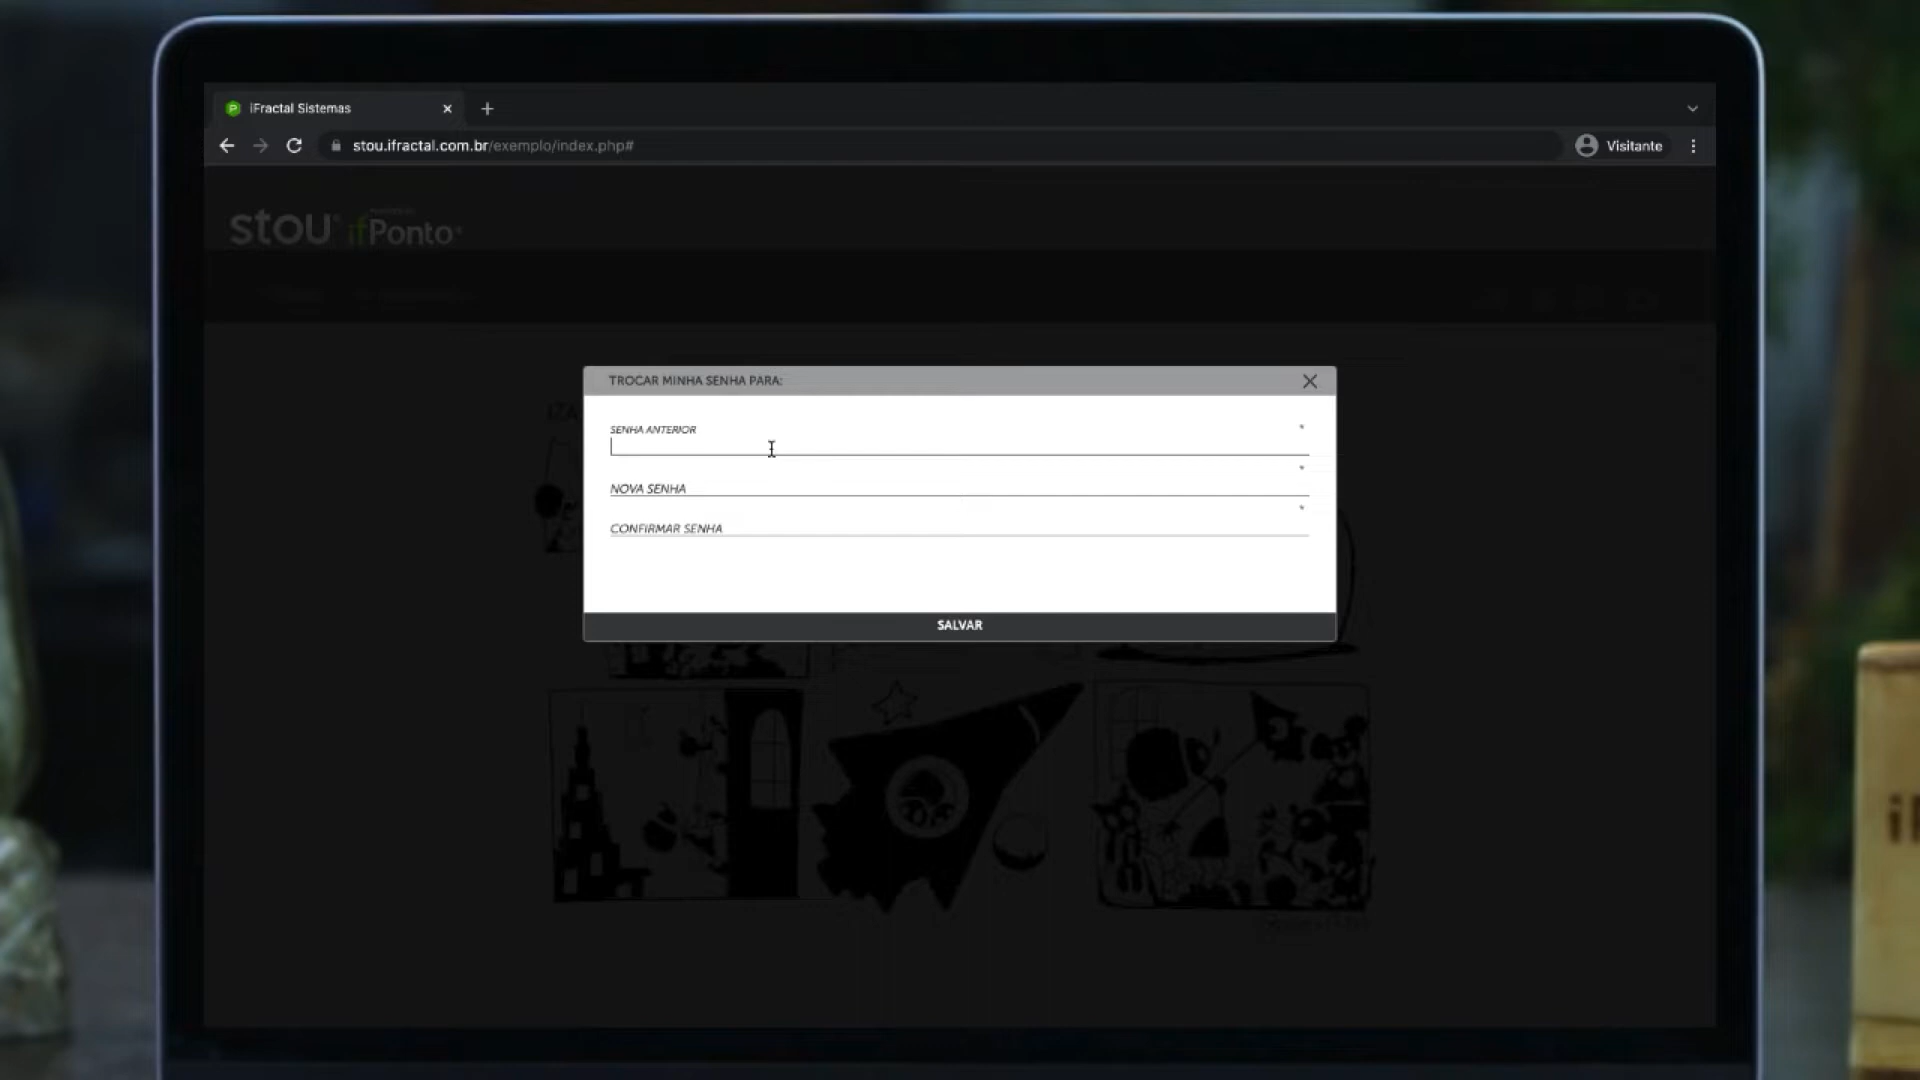 iFractal Sistemas
stou.ifractal.com.br/exemplo/index.php#
Visitante
stou ifPonto
TROCAR MINHA SENHA PARA:
SENHA ANTERIOR
*
*
NOVA SENHA
*
CONFIRMAR SENHA
SALVAR